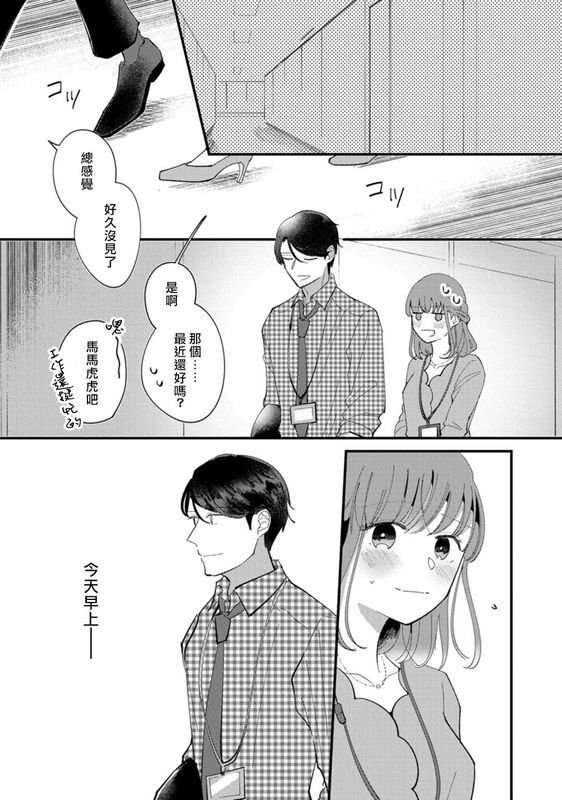 コツ
コツ
總感覺
好久沒見了
是啊
那個……
最近還好嗎？
嗯
馬馬虎虎吧
工作還挺忙的
今天早上——